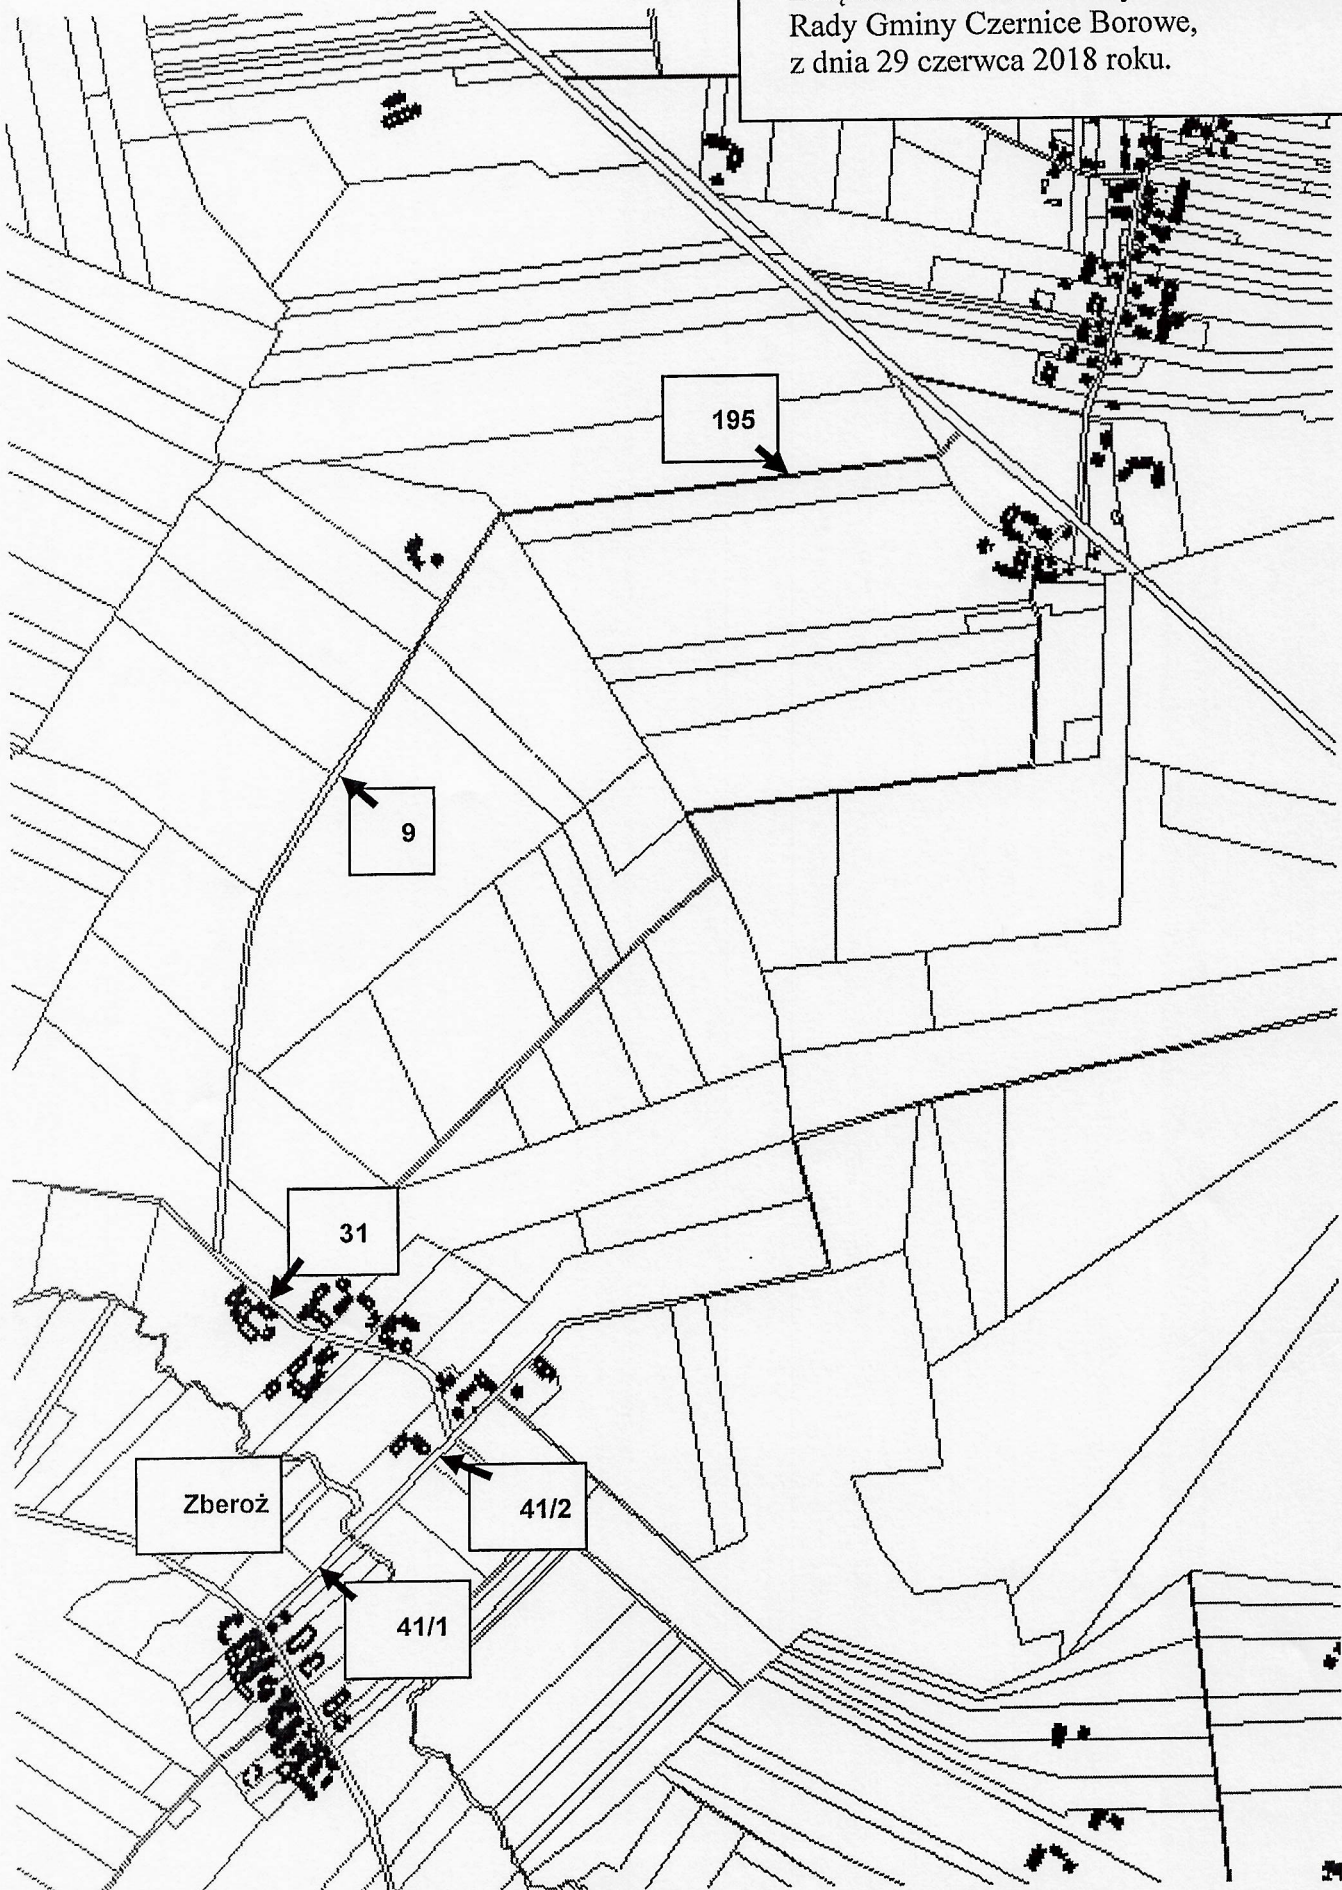 Rady Gminy Czernice Borowe,
z dnia 29 czerwca 2018 roku.
195
9
31
Zberoż
41/2
41/1